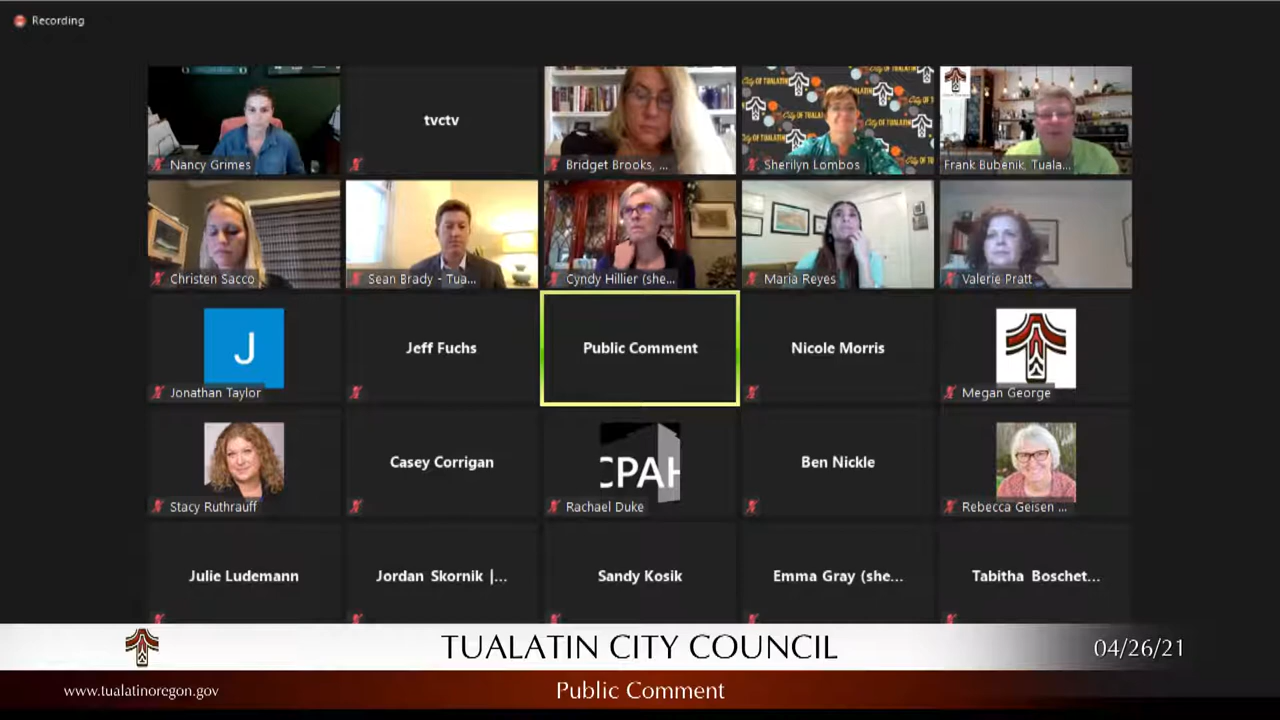 Recording
Nancy Grimes
tvctv
Bridget Brooks, ...
Sherilyn Lombos
Frank Bubenik, Tuala...
Christen Sacco
Sean Brady - Tua...
Cyndy Hillier (she...
Maria Reyes
Valerie Pratt
Jonathan Taylor
J
Jeff Fuchs
Public Comment
Nicole Morris
Megan George
Stacy Ruthrauff
Casey Corrigan
CPAH
Rachael Duke
Ben Nickle
Rebecca Geisen ...
Julie Ludemann
Jordan Skornik |...
Sandy Kosik
Emma Gray (she...
Tabitha Boschet...
TUALATIN CITY COUNCIL
04/26/21
www.tualatinoregon.gov
Public Comment